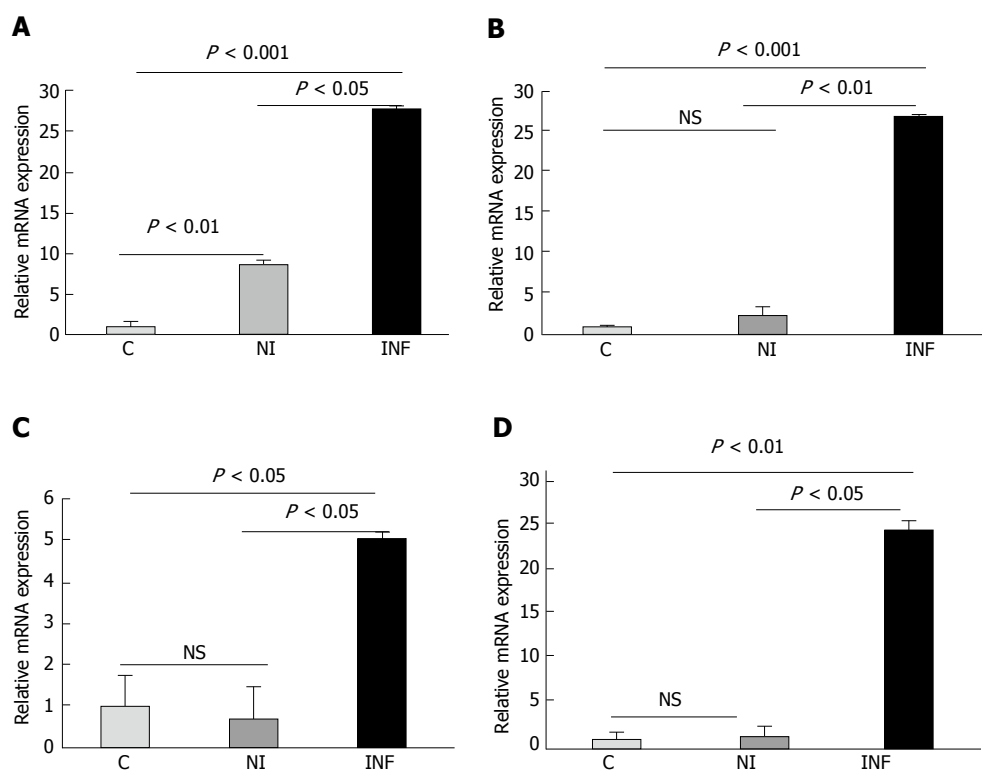 A
P < 0.001
P < 0.05
P < 0.01
Relative mRNA expression
30
25
20
15
10
5
0
C NI INF
B
P < 0.001
P < 0.01
NS
Relative mRNA expression
30
25
20
15
10
5
0
C NI INF
C
P < 0.05
P < 0.05
NS
Relative mRNA expression
6
5
4
3
2
1
0
C NI INF
D
P < 0.01
P < 0.05
NS
Relative mRNA expression
30
25
20
15
10
5
0
C NI INF